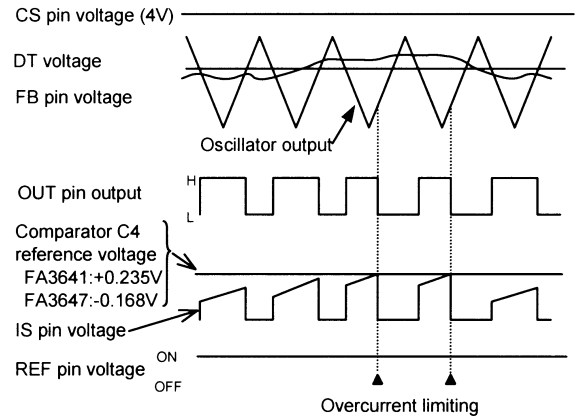 CS pin voltage (4V)
DT voltage
FB pin voltage
Oscillator output
OUT pin output
H
L
Comparator C4
reference voltage
FA3641:+0.235V
FA3647:-0.168V
IS pin voltage
REF pin voltage
ON
OFF
Overcurrent limiting